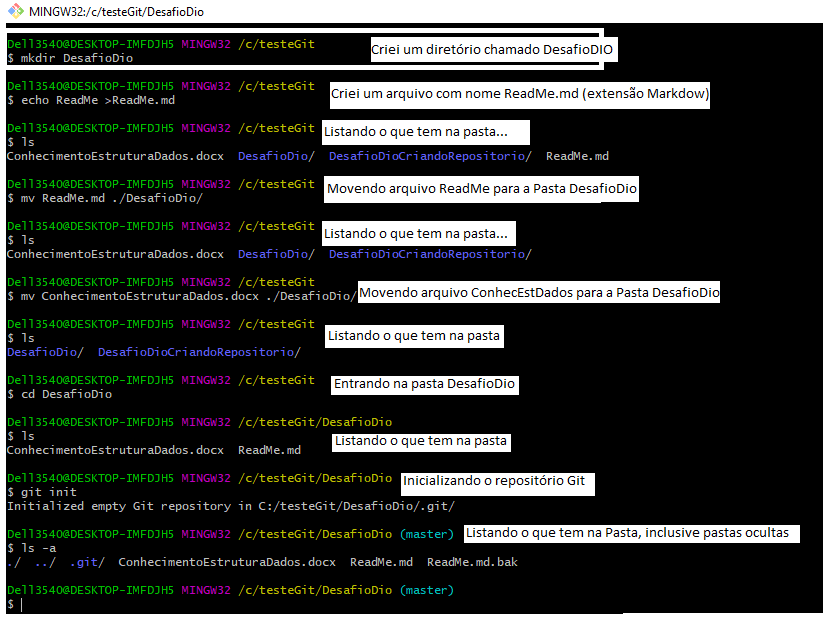 MINGW32:/c/testeGit/DesafioDio
Dell3540@DESKTOP-IMFDJH5 MINGW32 /c/testeGit
$ mkdir DesafioDio
Criei um diretório chamado DesafioDIO
Dell3540@DESKTOP-IMFDJH5 MINGW32 /c/testeGit
$ echo ReadMe >ReadMe.md
Criei um arquivo com nome ReadMe.md (extensão Markdow)
Dell3540@DESKTOP-IMFDJH5 MINGW32 /c/testeGit
Listando o que tem na pasta...
$ ls
ConhecimentoEstruturaDados.docx DesafioDio/ DesafioDioCriandoRepositorio/ ReadMe.md
Dell3540@DESKTOP-IMFDJH5 MINGW32 /c/testeGit
Movendo arquivo ReadMe para a Pasta DesafioDio
$ mv ReadMe.md ./DesafioDio/
Dell3540@DESKTOP-IMFDJH5 MINGW32 /c/testeGit
Listando o que tem na pasta...
$ ls
ConhecimentoEstruturaDados.docx DesafioDio/ DesafioDioCriandoRepositorio/
Dell3540@DESKTOP-IMFDJH5 MINGW32 /c/testeGit
$ mv ConhecimentoEstruturaDados.docx ./DesafioDio/
Movendo arquivo ConhecEstDados para a Pasta DesafioDio
Dell3540@DESKTOP-IMFDJH5 MINGW32 /c/testeGit
$ ls
Listando o que tem na pasta
DesafioDio/ DesafioDioCriandoRepositorio/
Dell3540@DESKTOP-IMFDJH5 MINGW32 /c/testeGit
Entrando na pasta DesafioDio
$ cd DesafioDio
Dell3540@DESKTOP-IMFDJH5 MINGW32 /c/testeGit/DesafioDio
$ ls
Listando o que tem na pasta
ConhecimentoEstruturaDados.docx ReadMe.md
Dell3540@DESKTOP-IMFDJH5 MINGW32 /c/testeGit/DesafioDio
Inicializando o repositório Git
$ git init
Initialized empty Git repository in C:/testeGit/DesafioDio/.git/
Dell3540@DESKTOP-IMFDJH5 MINGW32 /c/testeGit/DesafioDio (master)
Listando o que tem na Pasta, inclusive pastas ocultas
$ ls -a
./ ../ .git/ ConhecimentoEstruturaDados.docx ReadMe.md ReadMe.md.bak
Dell3540@DESKTOP-IMFDJH5 MINGW32 /c/testeGit/DesafioDio (master)
$